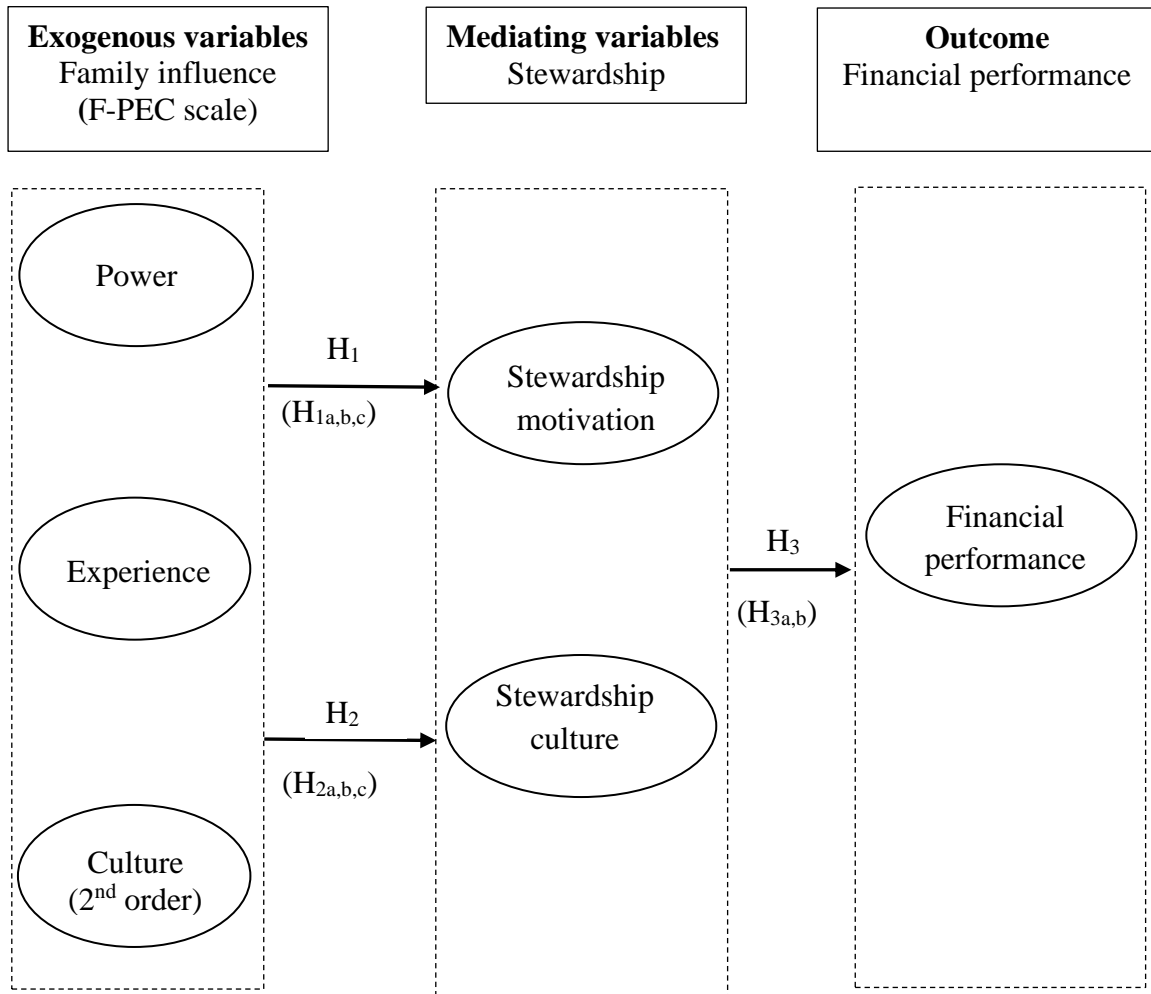 Exogenous variables
Family influence
(F-PEC scale)
Mediating variables
Stewardship
Outcome
Financial performance
Power
Experience
Culture
(2nd order)
H1
(H1a,b,c)
H2
(H2a,b,c)
Stewardship
motivation
Stewardship
culture
H3
(H3a,b)
Financial
performance